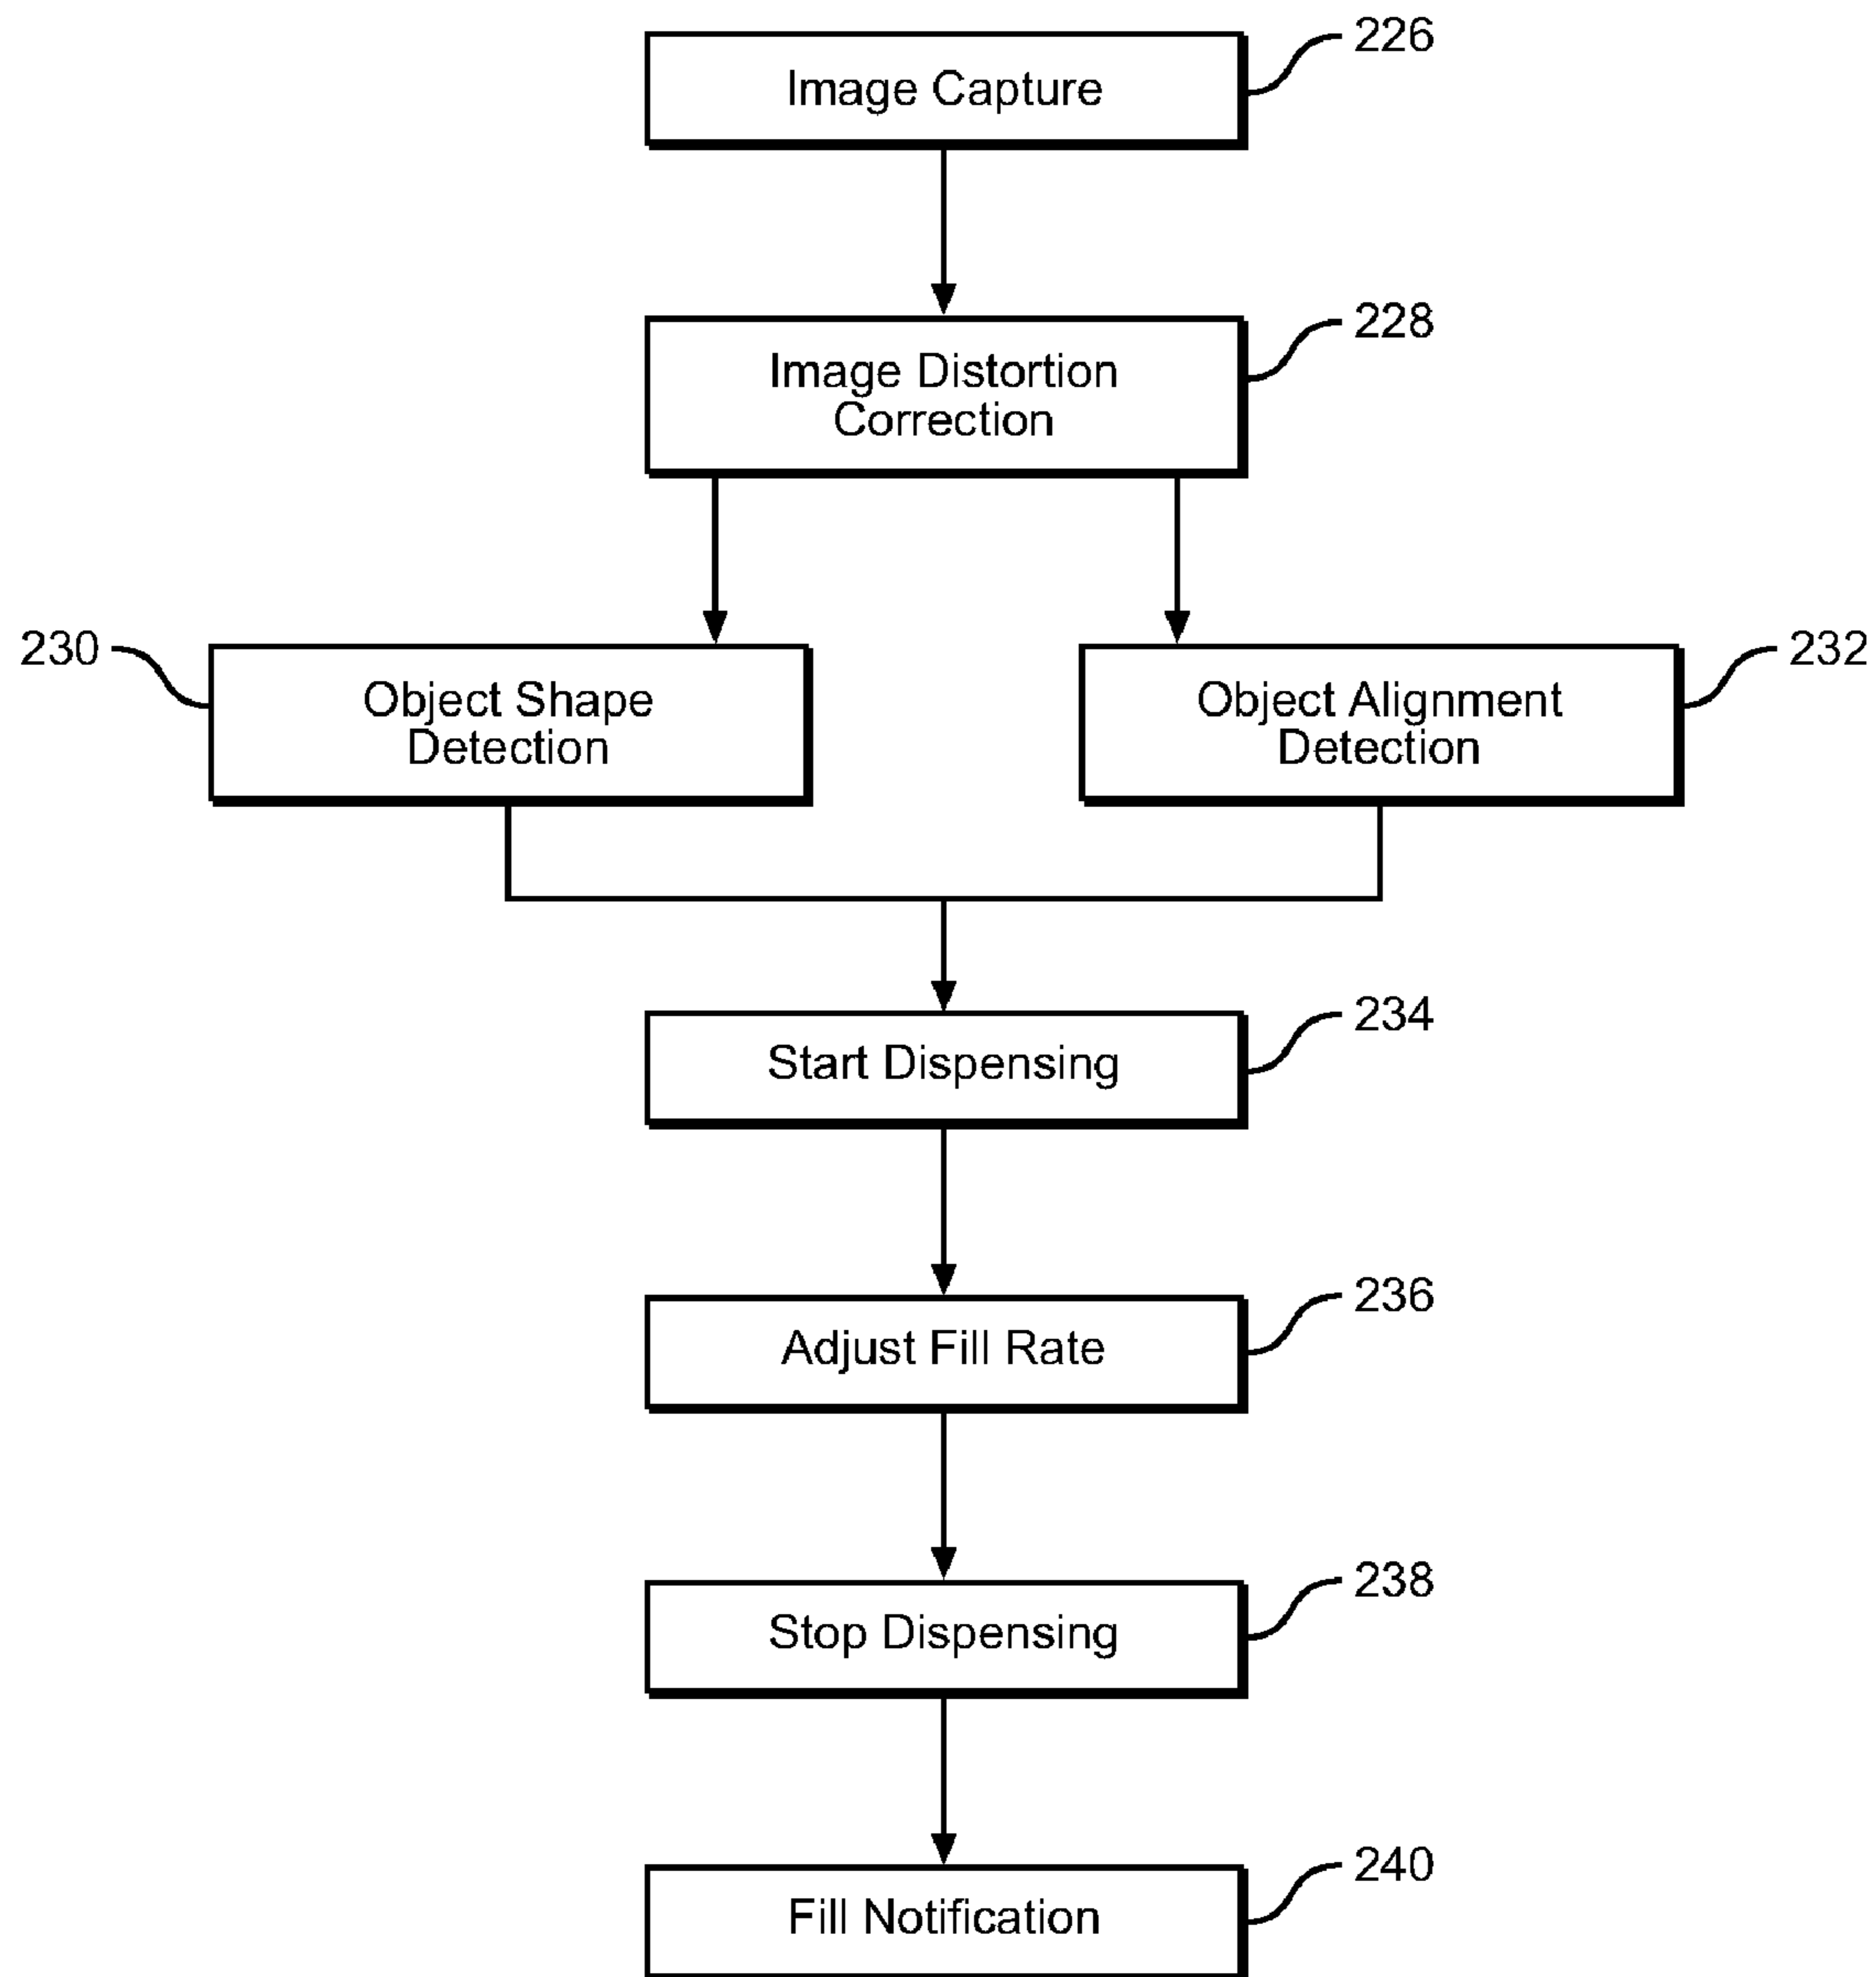 226
Image Capture
228
Image Distortion
Correction
230
Object Shape
Detection
232
Object Alignment
Detection
234
Start Dispensing
236
Adjust Fill Rate
238
Stop Dispensing
240
Fill Notification